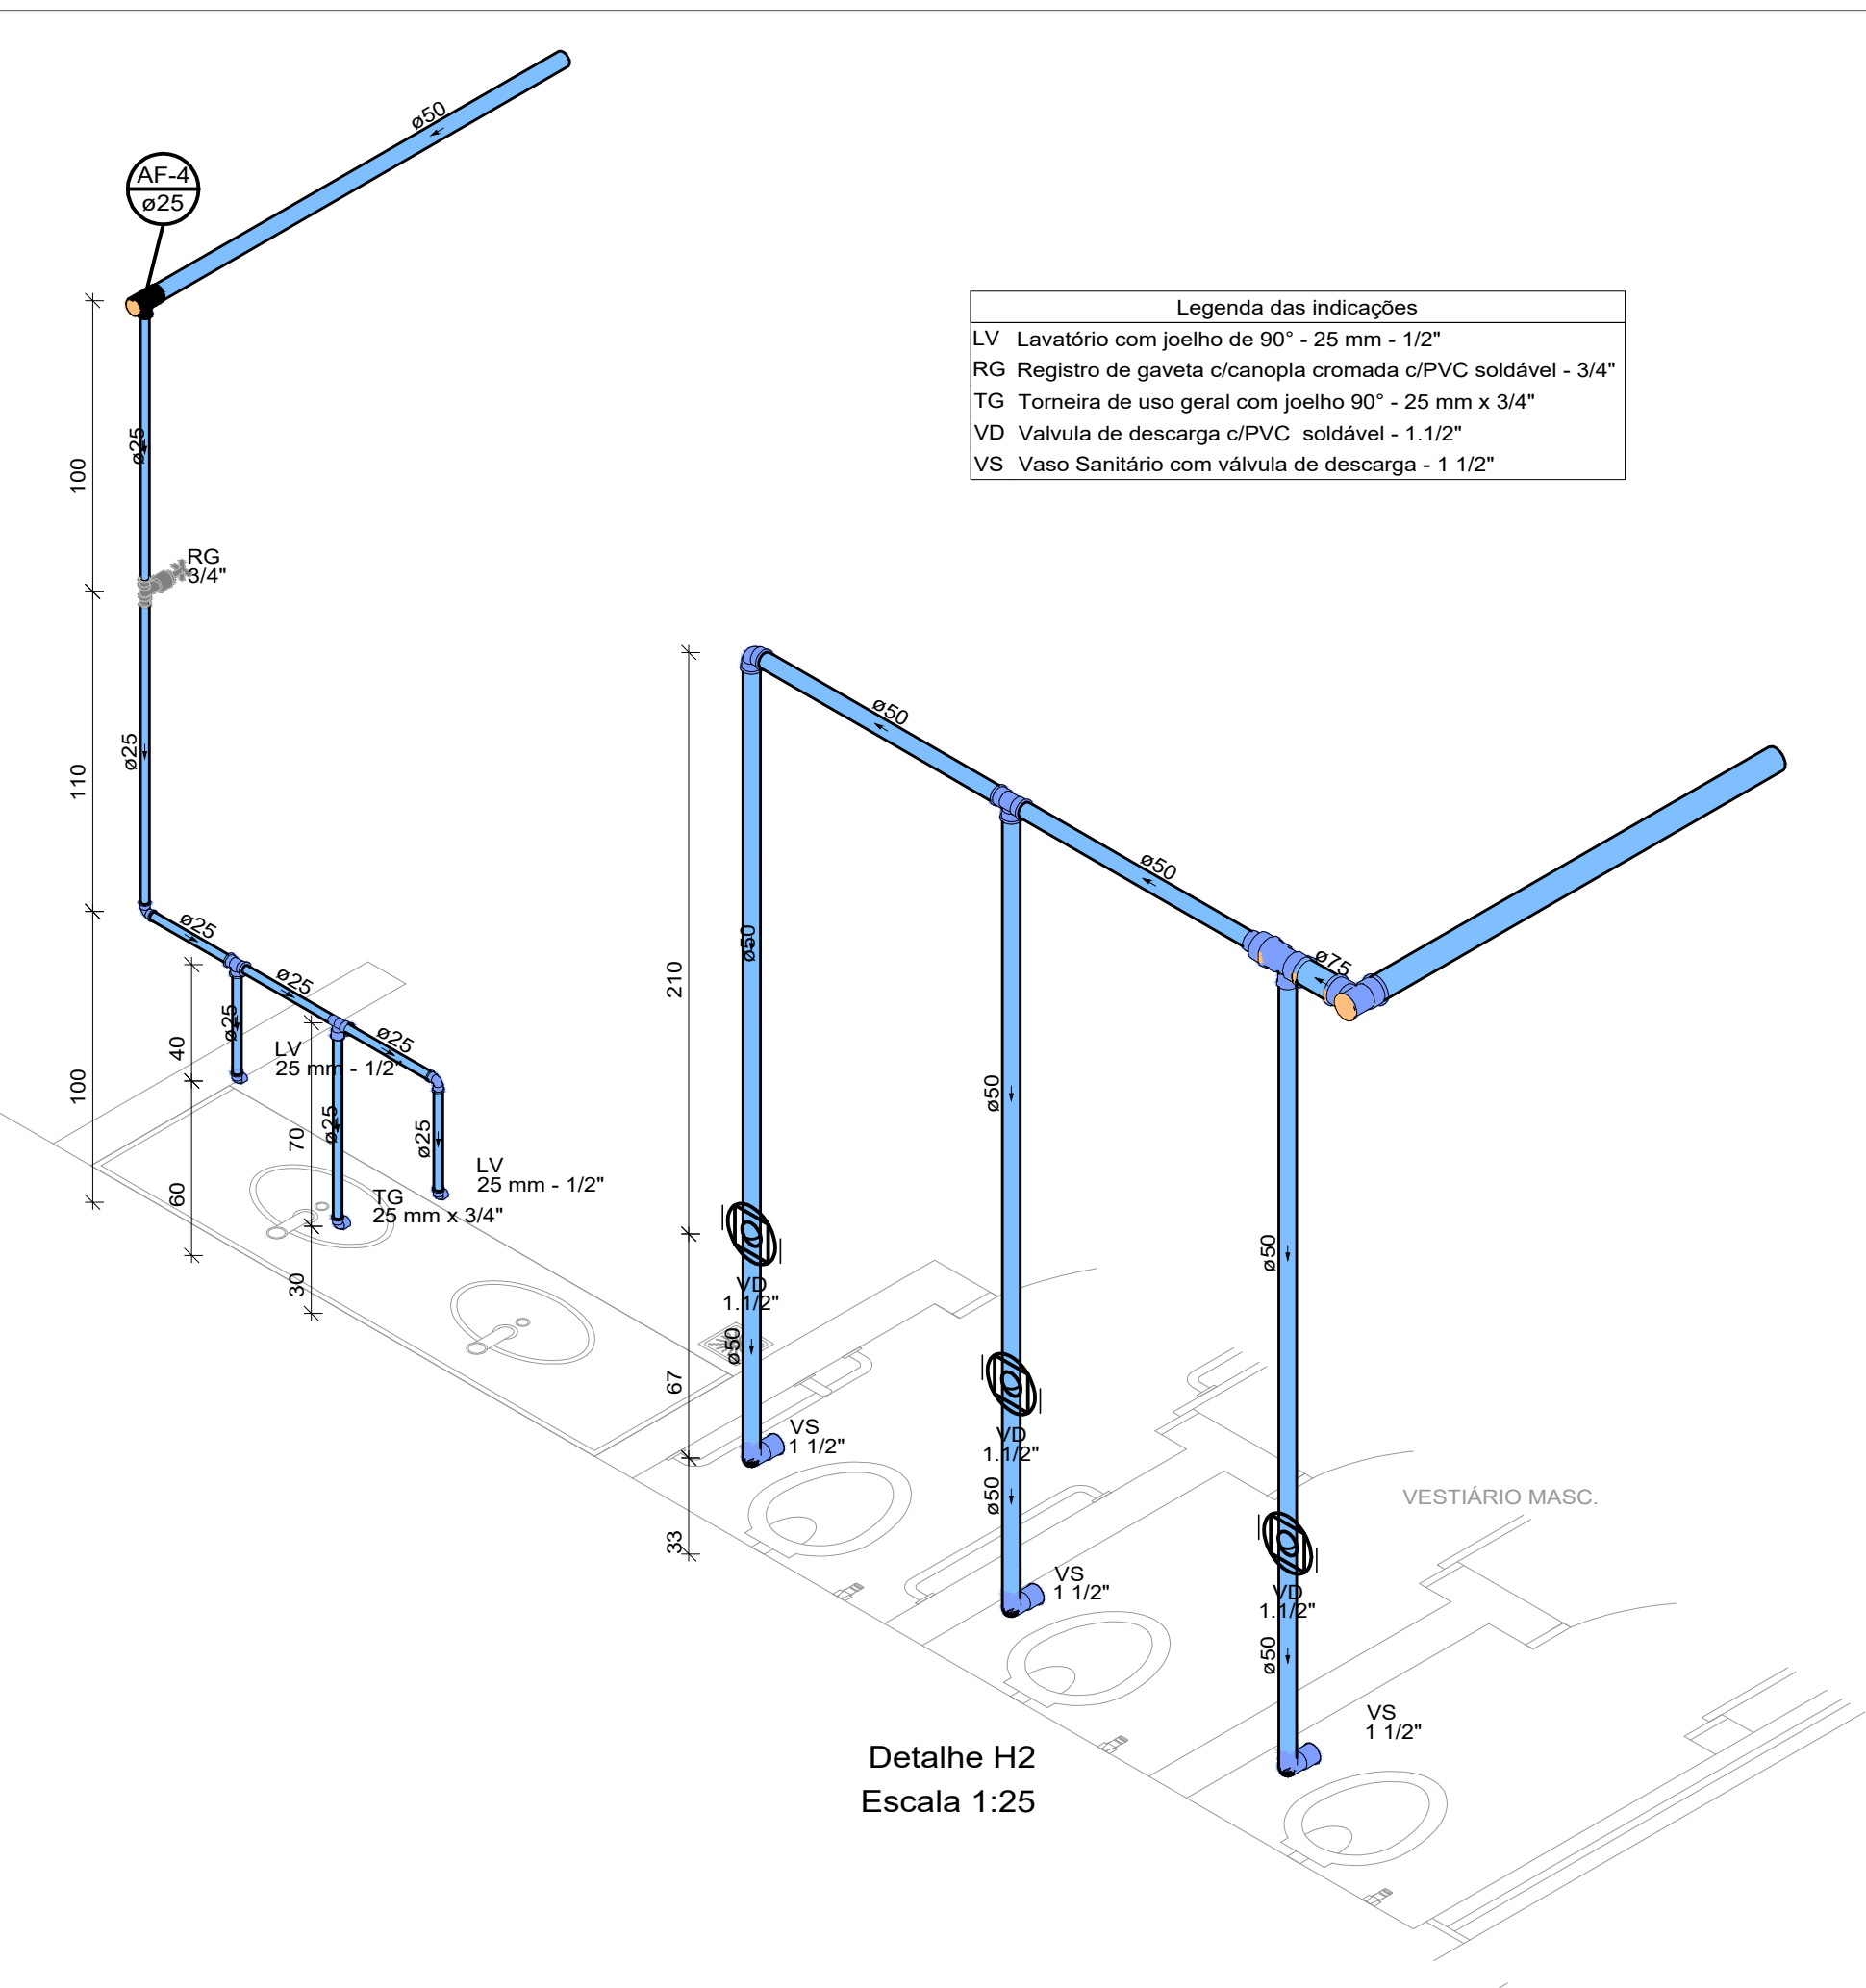 ø50
AF-4
ø25
Legenda das indicações
LV Lavatório com joelho de 90° - 25 mm - 1/2"
RG Registro de gaveta c/canopla cromada c/PVC soldável - 3/4"
TG Torneira de uso geral com joelho 90° - 25 mm x 3/4"
VD Valvula de descarga c/PVC soldável - 1.1/2"
VS Vaso Sanitário com válvula de descarga - 1 1/2"
ø25
100
RG
3/4"
ø25
110
ø50
ø50
ø50
210
ø75
ø25
ø25
ø25
ø25
40
LV
25 mm - 1/2"
100
ø25
70
ø25
60
LV
25 mm - 1/2"
TG
25 mm x 3/4"
30
ø50
ø50
VD
1.1/2"
ø50
67
VS
1 1/2"
VD
1.1/2"
ø50
33
VESTIÁRIO MASC.
VS
1 1/2"
VD
1.1/2"
ø50
VS
1 1/2"
Detalhe H2
Escala 1:25